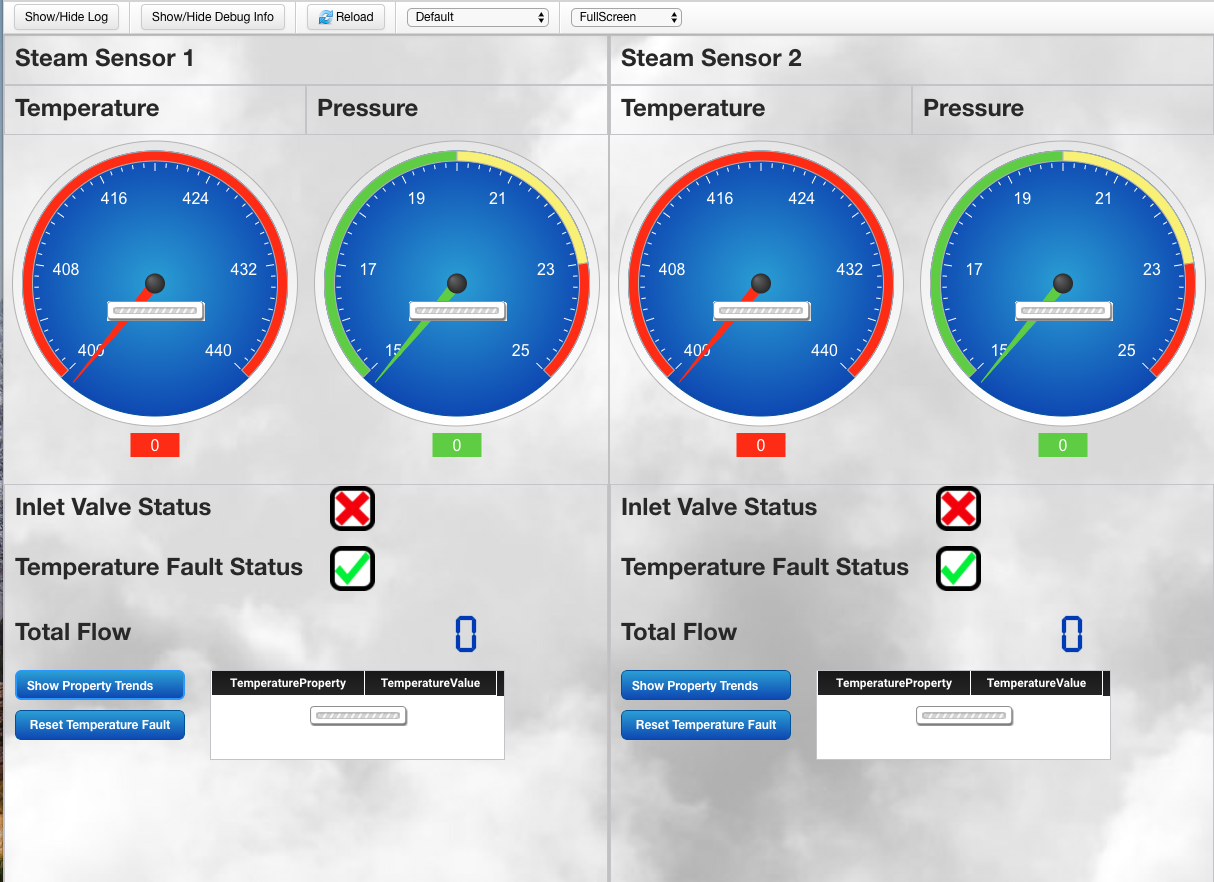 Show/Hide Log
Show/Hide Debug Info
Reload
Default
FullScreen
Steam Sensor 1
Temperature
Pressure
416
424
408
432
400
440
0
19
21
17
23
15
25
0
Inlet Valve Status
Temperature Fault Status
Total Flow
0
Show Property Trends
Reset Temperature Fault
TemperatureProperty
TemperatureValue
Steam Sensor 2
Temperature
Pressure
416
424
408
432
400
440
0
19
21
17
23
15
25
0
Inlet Valve Status
Temperature Fault Status
Total Flow
0
Show Property Trends
Reset Temperature Fault
TemperatureProperty
TemperatureValue